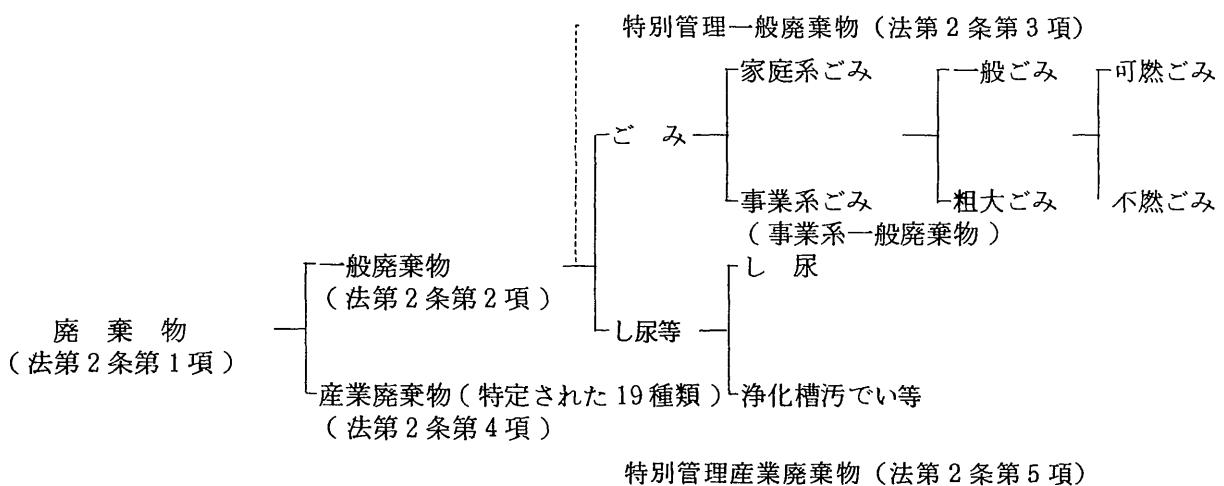 特別管理一般廃棄物（法第2条第3項）
家庭系ごみ
一般ごみ
可燃ごみ
ご　み
事業系ごみ
（事業系一般廃棄物）
粗大ごみ
不燃ごみ
一般廃棄物
（法第2条第2項）
し　尿
廃　棄　物
（法第2条第1項）
し尿等
産業廃棄物（特定された19種類）
（法第2条第4項）
浄化槽汚でい等
特別管理産業廃棄物（法第2条第5項）